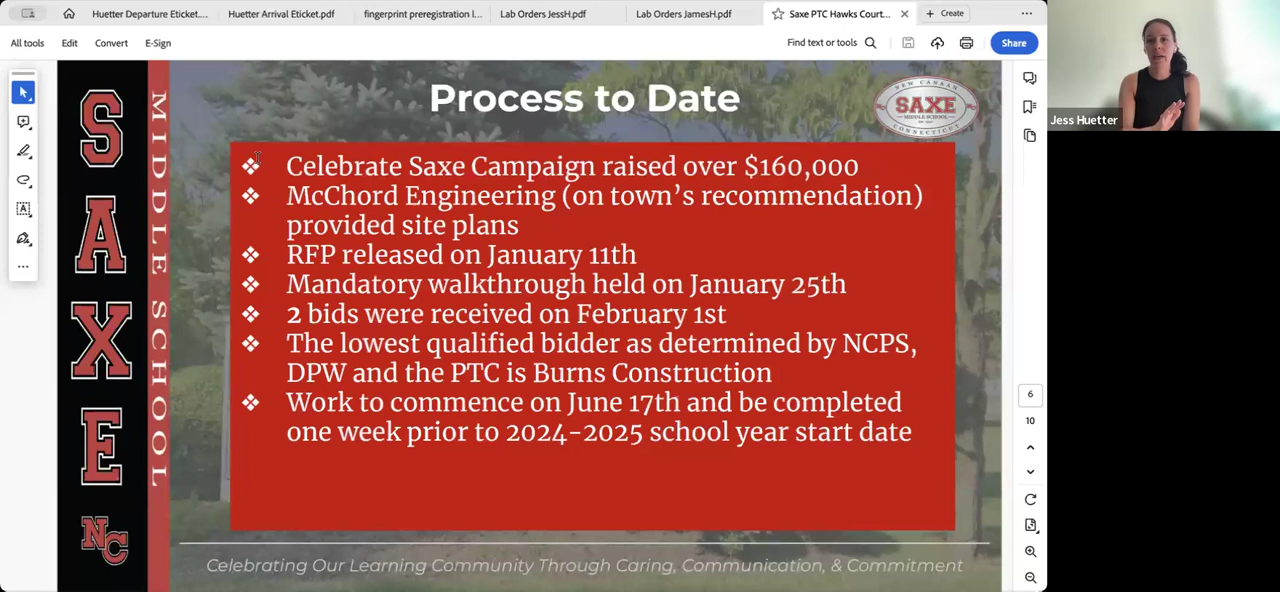 Huetter Departure Eticket....
Huetter Arrival Eticket.pdf
fingerprint preregistration i...
Lab Orders JessH.pdf
Lab Orders JamesH.pdf
Saxe PTC Hawks Court...
Create
All tools
Edit
Convert
E-Sign
Find text or tools
Share
SAXE
MIDDLE SCHOOL
NC
Process to Date
NEW CANAAN
SAXE
MIDDLE SCHOOL
CONNECTICUT
❖ Celebrate Saxe Campaign raised over $160,000
❖ McChord Engineering (on town's recommendation)
provided site plans
❖ RFP released on January 11th
❖ Mandatory walkthrough held on January 25th
❖ 2 bids were received on February 1st
❖ The lowest qualified bidder as determined by NCPS,
DPW and the PTC is Burns Construction
❖ Work to commence on June 17th and be completed
one week prior to 2024-2025 school year start date
Celebrating Our Learning Community Through Caring, Communication, & Commitment
6
10
Jess Huetter